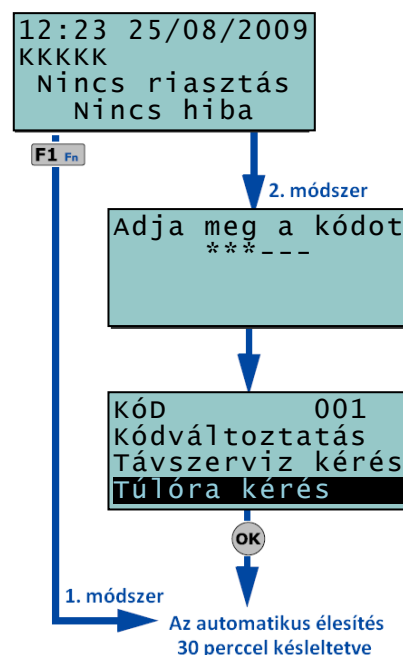 12:23 25/08/2009
KKKKK
Nincs riasztás
Nincs hiba
F1 Fn
2. módszer
Adja meg a kódot
***---
KóD 001
Kódváltoztatás
Távszerviz kérés
Túlóra kérés
OK
1. módszer
Az automatikus élesítés
30 perccel késleltetve